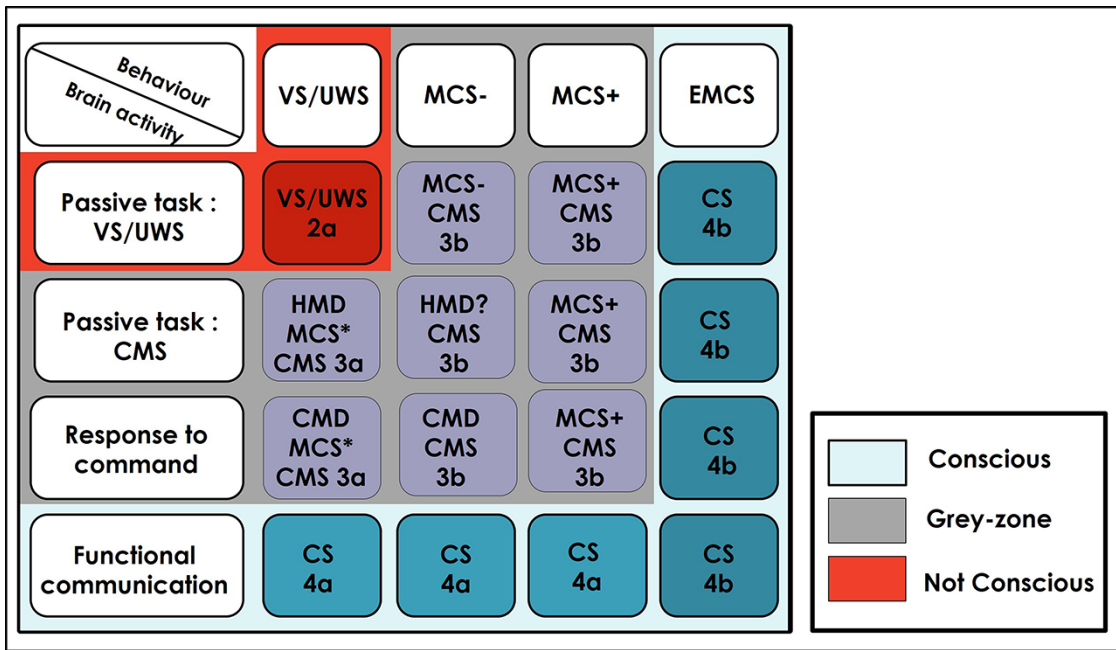 Behaviour
Brain activity
VS/UWS
MCS-
MCS+
EMCS
Passive task :
VS/UWS
VS/UWS
2a
MCS-
CMS
3b
MCS+
CMS
3b
CS
4b
Passive task :
CMS
HMD
MCS*
CMS 3a
HMD?
CMS
3b
MCS+
CMS
3b
CS
4b
Response to
command
CMD
MCS*
CMS 3a
CMD
CMS
3b
MCS+
CMS
3b
CS
4b
Functional
communication
CS
4a
CS
4a
CS
4a
CS
4b
Conscious
Grey-zone
Not Conscious